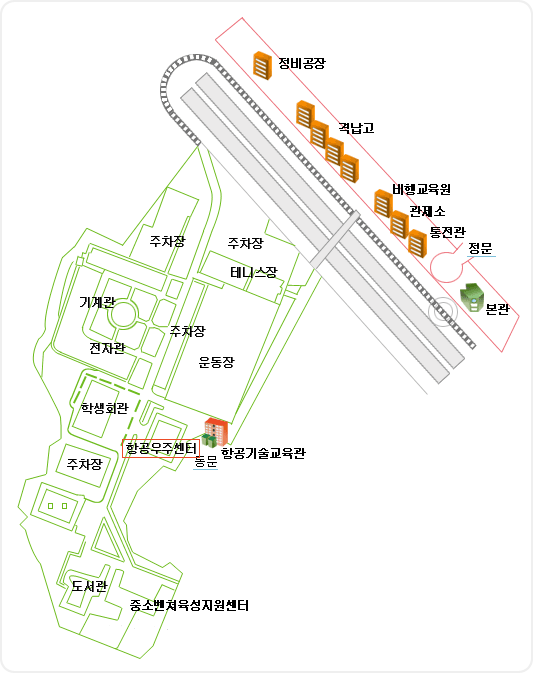 정비공장
격납고
비행교육원
관제소
통전관
정문
본관
주차장
주차장
테니스장
기계관
주차장
전자관
운동장
학생회관
항공우주센터
항공기술교육관
동문
주차장
도서관
중소벤쳐육성지원센터